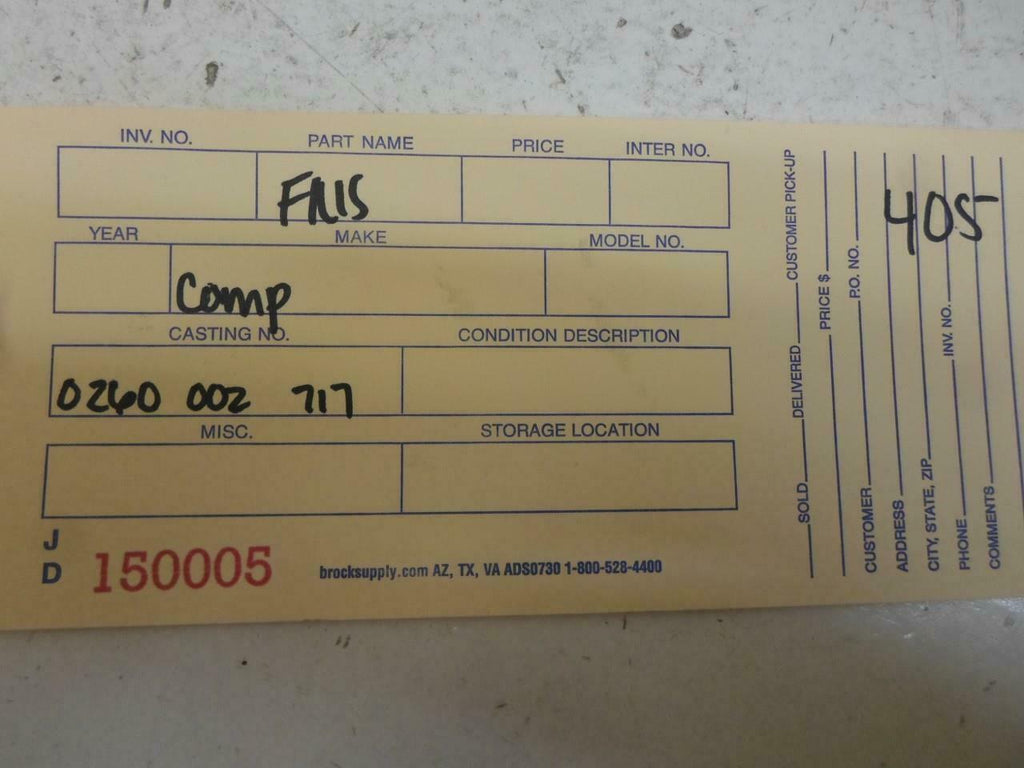 INV. NO. PART NAME PRICE INTER NO.
YEAR MAKE MODEL NO.
Comp
CASTING NO. CONDITION DESCRIPTION
0260 002 717
MISC. STORAGE LOCATION
J
D
150005
brocksupply.com AZ, TX, VA ADS0730 1-800-528-4400
SOLD DELIVERED CUSTOMER PICK-UP
PRICE $
CUSTOMER P.O. NO.
ADDRESS
CITY, STATE, ZIP
PHONE INV. NO.
COMMENTS
405